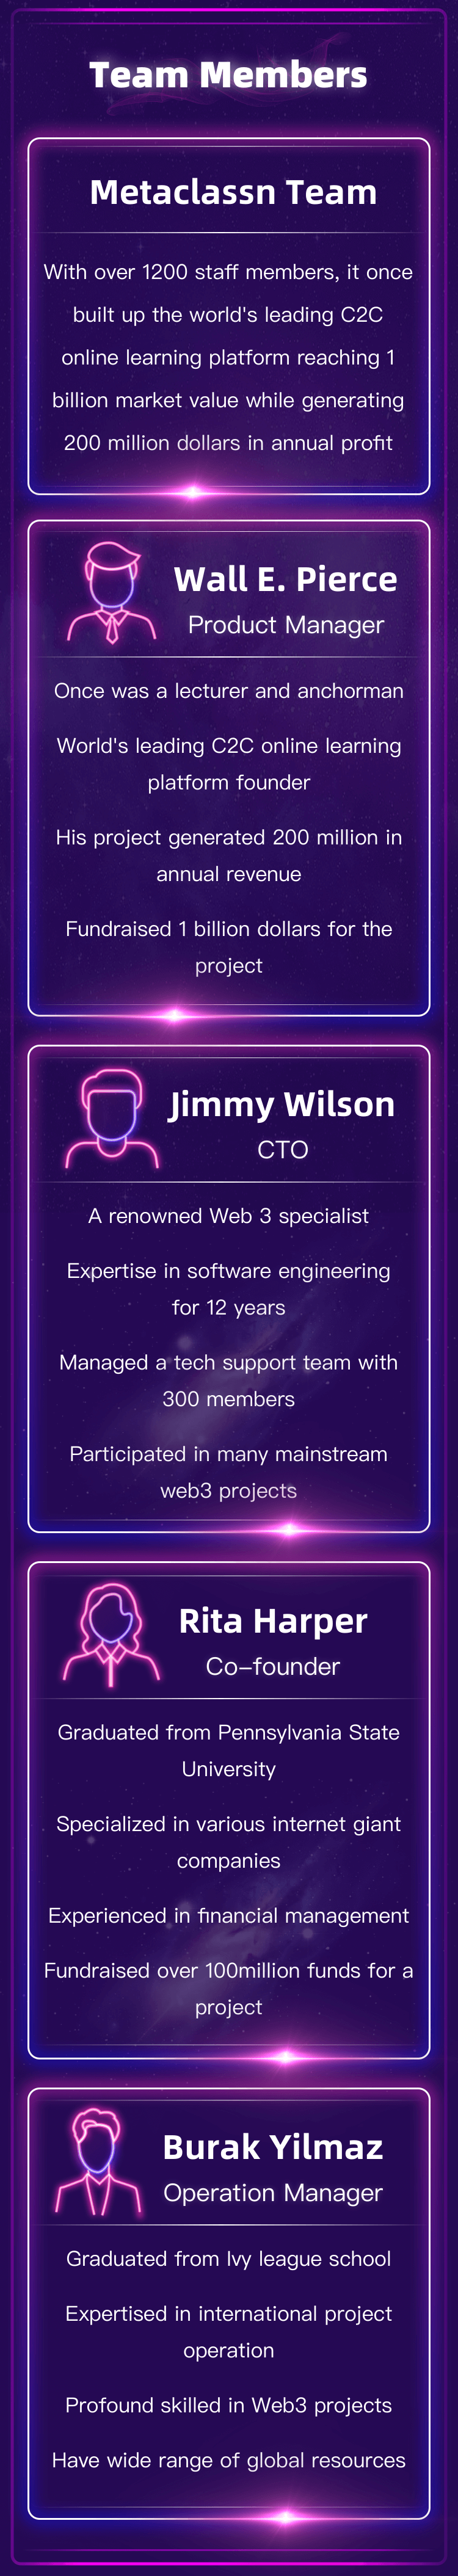 Team Members
Metaclassn Team
With over 1200 staff members, it once
built up the world's leading C2C
online learning platform reaching 1
billion market value while generating
200 million dollars in annual profit
Wall E. Pierce
Product Manager
Once was a lecturer and anchorman
World's leading C2C online learning
platform founder
His project generated 200 million in
annual revenue
Fundraised 1 billion dollars for the
project
Jimmy Wilson
CTO
A renowned Web 3 specialist
Expertise in software engineering
for 12 years
Managed a tech support team with
300 members
Participated in many mainstream
web3 projects
Rita Harper
Co-founder
Graduated from Pennsylvania State
University
Specialized in various internet giant
companies
Experienced in financial management
Fundraised over 100million funds for a
project
Burak Yilmaz
Operation Manager
Graduated from Ivy league school
Expertised in international project
operation
Profound skilled in Web3 projects
Have wide range of global resources